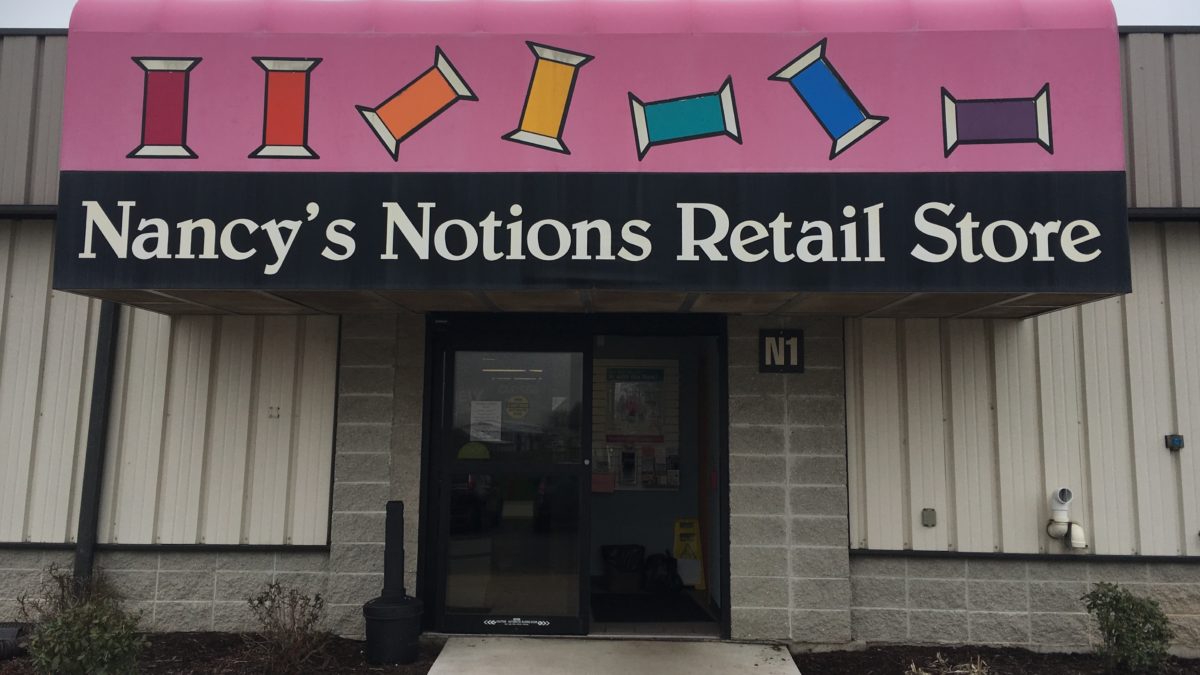 Nancy's Notions Retail Store
N1